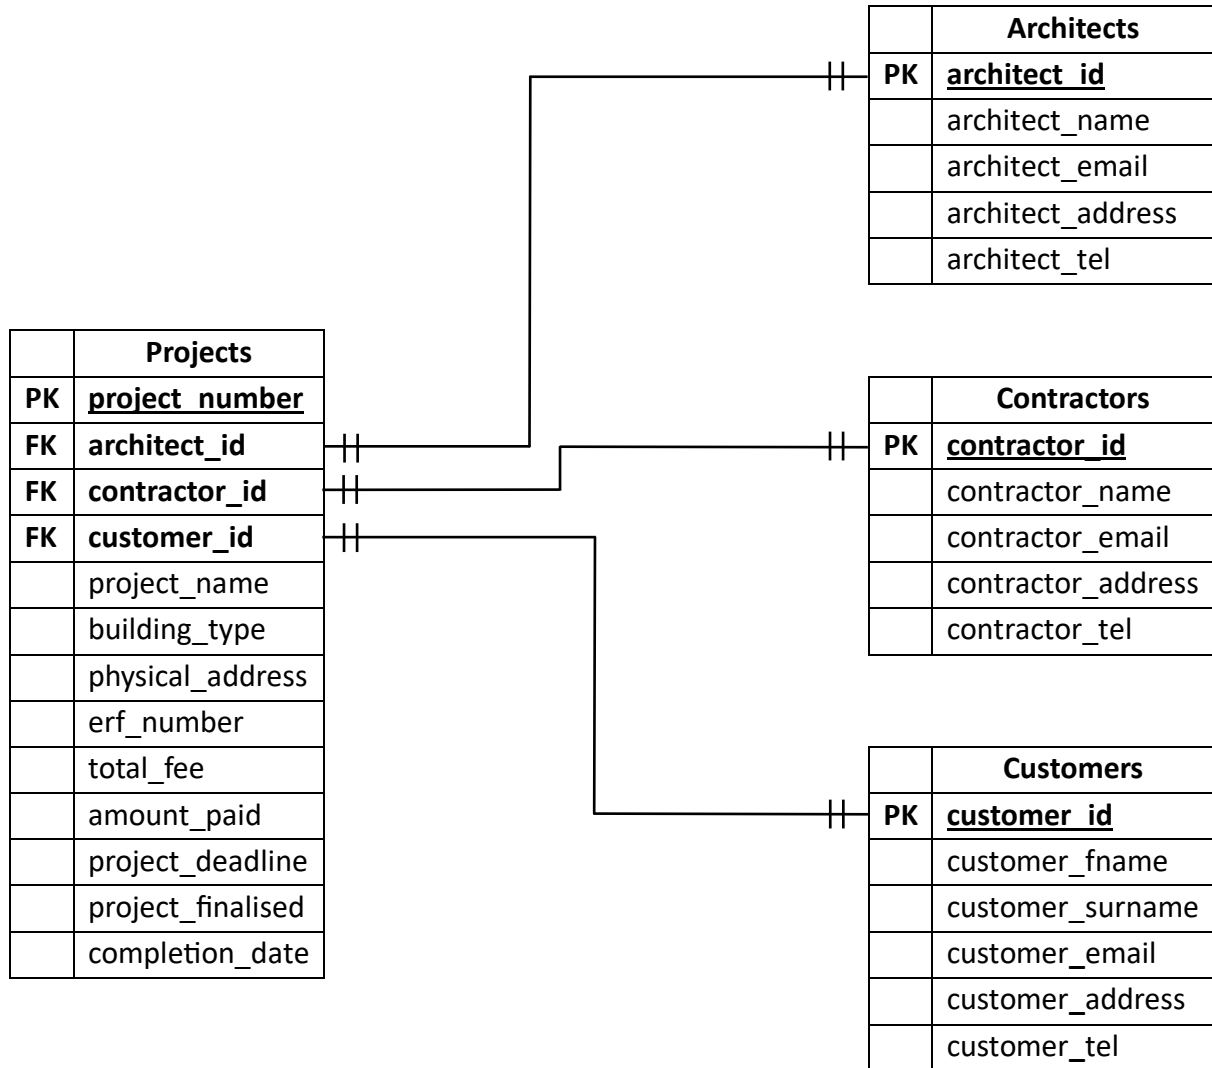 Architects
PK architect_id
architect_name
architect_email
architect_address
architect_tel
Projects
PK project_number
FK architect_id
FK contractor_id
FK customer_id
project_name
building_type
physical_address
erf_number
total_fee
amount_paid
project_deadline
project_finalised
completion_date
Contractors
PK contractor_id
contractor_name
contractor_email
contractor_address
contractor_tel
Customers
PK customer_id
customer_fname
customer_surname
customer_email
customer_address
customer_tel